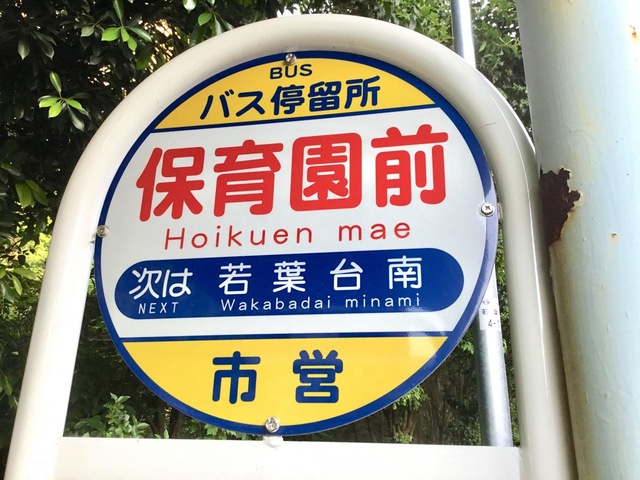 BUS
バス停留所
保育園前
Hoikuen mae
次は 若葉台南
NEXT Wakabadai minami
市営